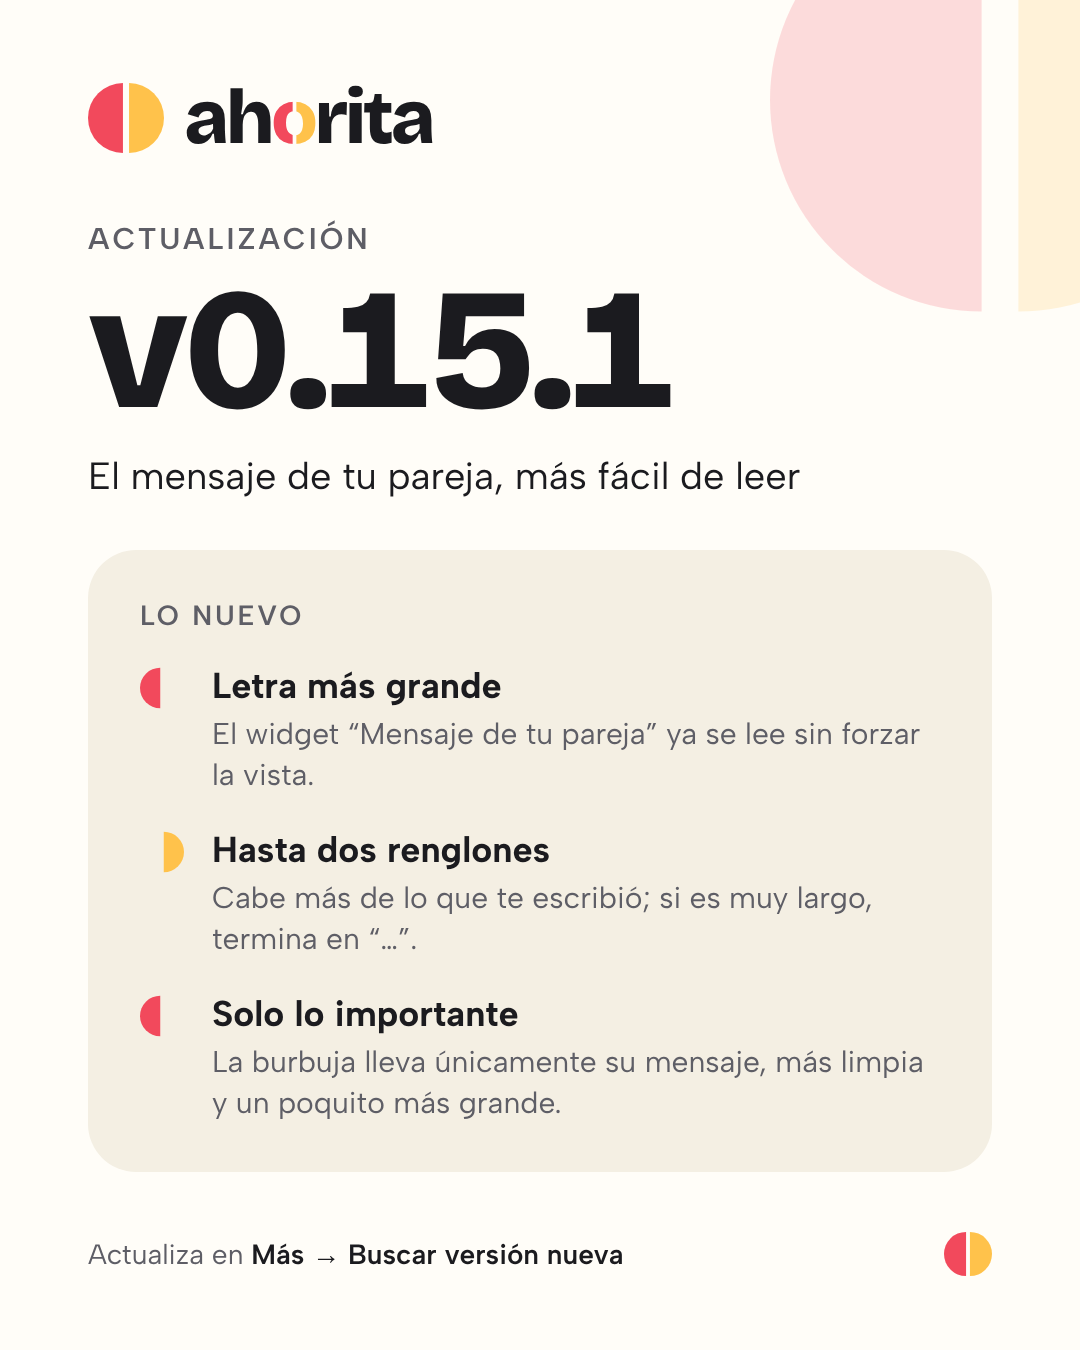 ahorita
ACTUALIZACIÓN
v0.15.1
El mensaje de tu pareja, más fácil de leer
LO NUEVO
Letra más grande
El widget “Mensaje de tu pareja” ya se lee sin forzar
la vista.
Hasta dos renglones
Cabe más de lo que te escribió; si es muy largo,
termina en “…”.
Solo lo importante
La burbuja lleva únicamente su mensaje, más limpia
y un poquito más grande.
Actualiza en Más → Buscar versión nueva